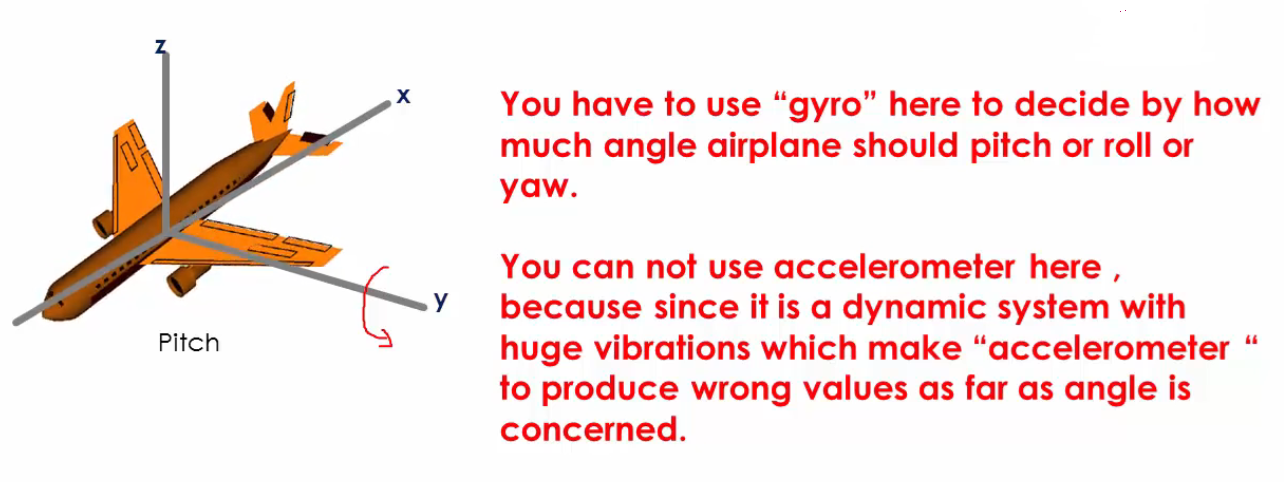 z
x
You have to use “gyro” here to decide by how
much angle airplane should pitch or roll or
yaw.
You can not use accelerometer here ,
because since it is a dynamic system with
huge vibrations which make “accelerometer “
to produce wrong values as far as angle is
concerned.
y
Pitch